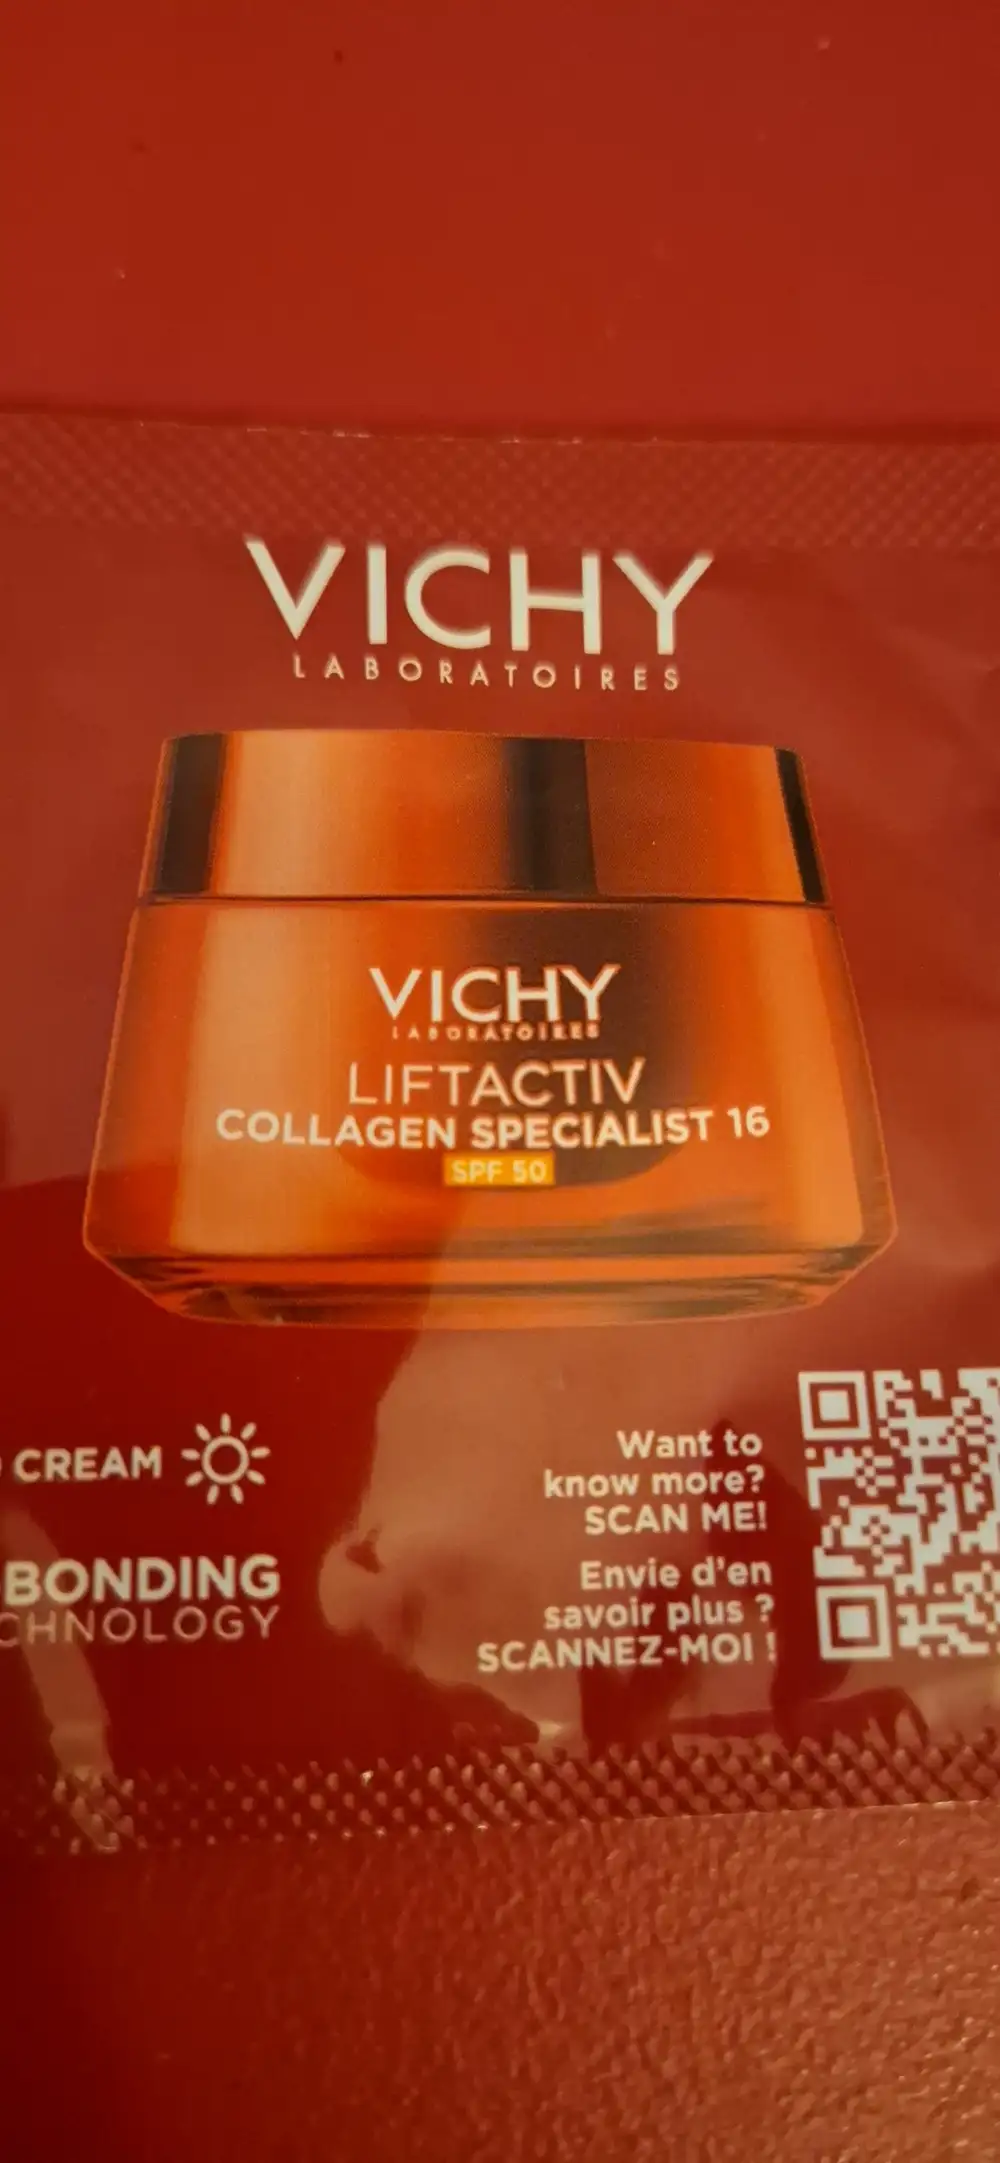 VICHY
LABORATOIRES
VICHY
LABORATOIRES
LIFTACTIV
COLLAGEN SPECIALIST 16
SPF 50
CREAM
BONDING
CHNOLOGY
Want to
know more?
SCAN ME!
Envie d'en
savoir plus ?
SCANNEZ-MOI !